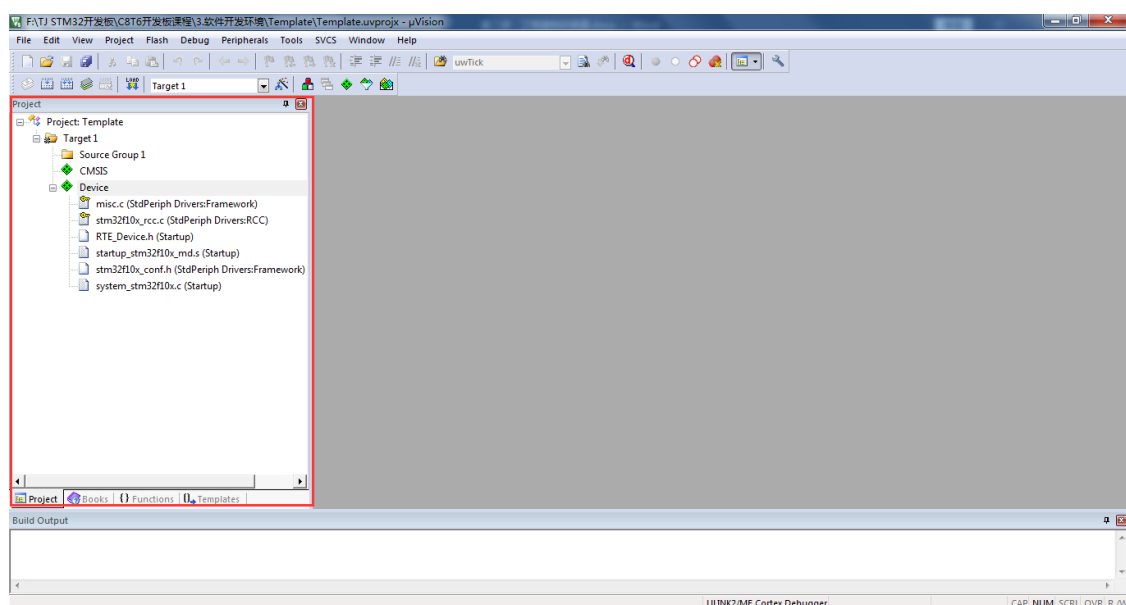 F:\TJ STM32开发板\C8T6开发板课程\3.软件开发环境\Template\Template.uvprojx - µVision
File Edit View Project Flash Debug Peripherals Tools SVCS Window Help
uwTick
LOAD Target 1
Project
Project: Template
Target 1
Source Group 1
CMSIS
Device
misc.c (StdPeriph Drivers:Framework)
stm32f10x_rcc.c (StdPeriph Drivers:RCC)
RTE_Device.h (Startup)
startup_stm32f10x_md.s (Startup)
stm32f10x_conf.h (StdPeriph Drivers:Framework)
system_stm32f10x.c (Startup)
Project Books {} Functions Templates
Build Output
ULINK2/ME Cortex Debugger CAP NUM SCRL OVR R/W